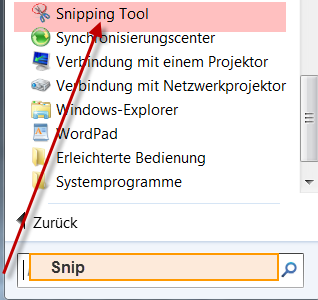 Snipping Tool
Synchronisierungscenter
Verbindung mit einem Projektor
Verbindung mit Netzwerkprojektor
Windows-Explorer
WordPad
Erleichterte Bedienung
Systemprogramme
Zurück
Snip